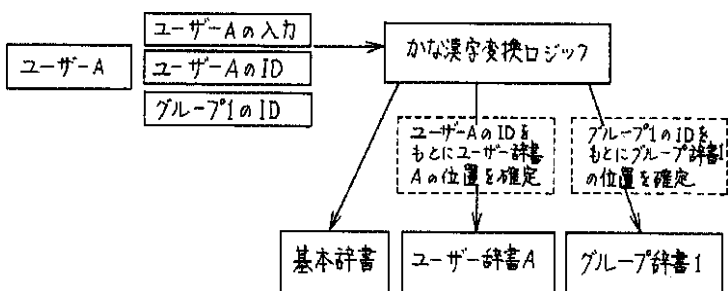 ユーザーAの入力
ユーザーA
ユーザーAのID
グループ1のID
かな漢字変換ロジック
ユーザーAのIDを
もとにユーザー辞書
Aの位置を確定
グループ1のIDを
もとにグループ辞書1
の位置を確定
基本辞書
ユーザー辞書A
グループ辞書1